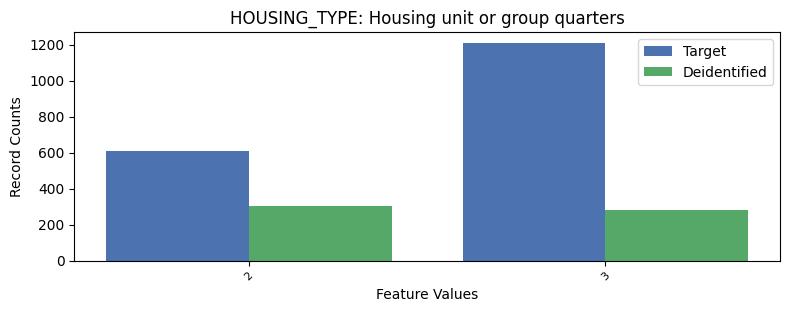 HOUSING_TYPE: Housing unit or group quarters
Target
Deidentified
Record Counts
1200
1000
800
600
400
200
0
2
3
Feature Values